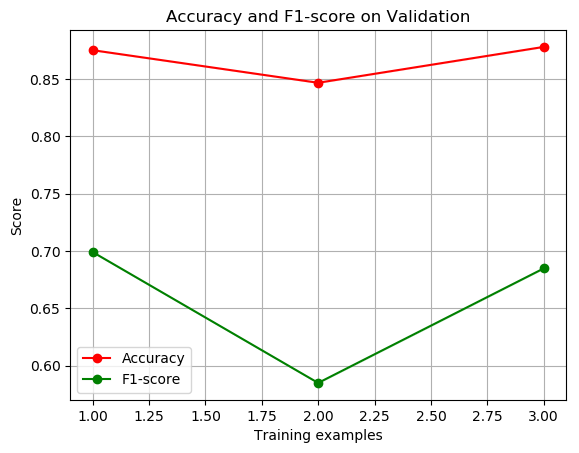 Accuracy and F1-score on Validation
0.85
0.80
0.75
0.70
0.65
0.60
Score
Accuracy
F1-score
1.00 1.25 1.50 1.75 2.00 2.25 2.50 2.75 3.00
Training examples